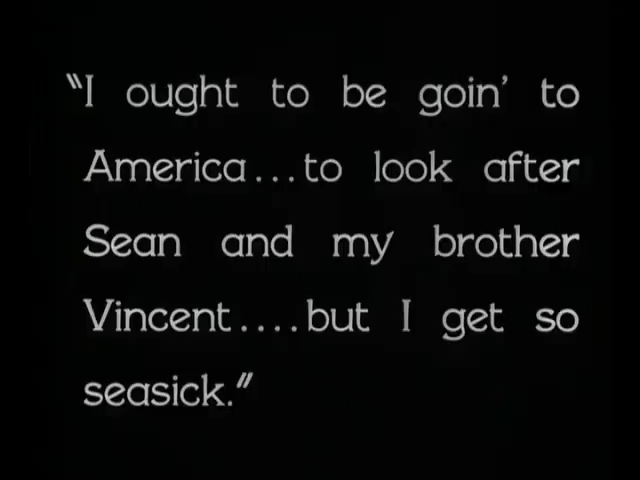 "I ought to be goin' to
America...to look after
Sean and my brother
Vincent....but I get so
seasick."